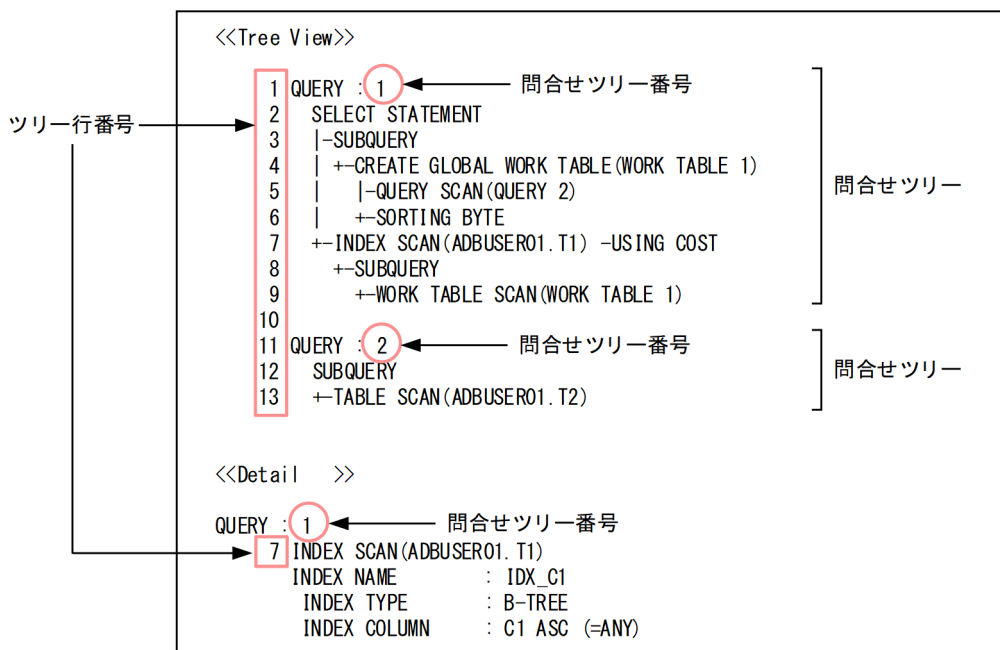 <<Tree View>>
1 QUERY : 1 問合せツリー番号
2 SELECT STATEMENT
ツリー行番号
3 |-SUBQUERY
4 | +-CREATE GLOBAL WORK TABLE(WORK TABLE 1)
問合せツリー
5 | |-QUERY SCAN(QUERY 2)
6 | +-SORTING BYTE
7 +-INDEX SCAN(ADBUSER01.T1) -USING COST
8 +-SUBQUERY
9 +-WORK TABLE SCAN(WORK TABLE 1)
10
11 QUERY : 2 問合せツリー番号
12 SUBQUERY
問合せツリー
13 +-TABLE SCAN(ADBUSER01.T2)
<<Detail >>
QUERY : 1 問合せツリー番号
7 INDEX SCAN(ADBUSER01.T1)
INDEX NAME : IDX_C1
INDEX TYPE : B-TREE
INDEX COLUMN : C1 ASC (=ANY)